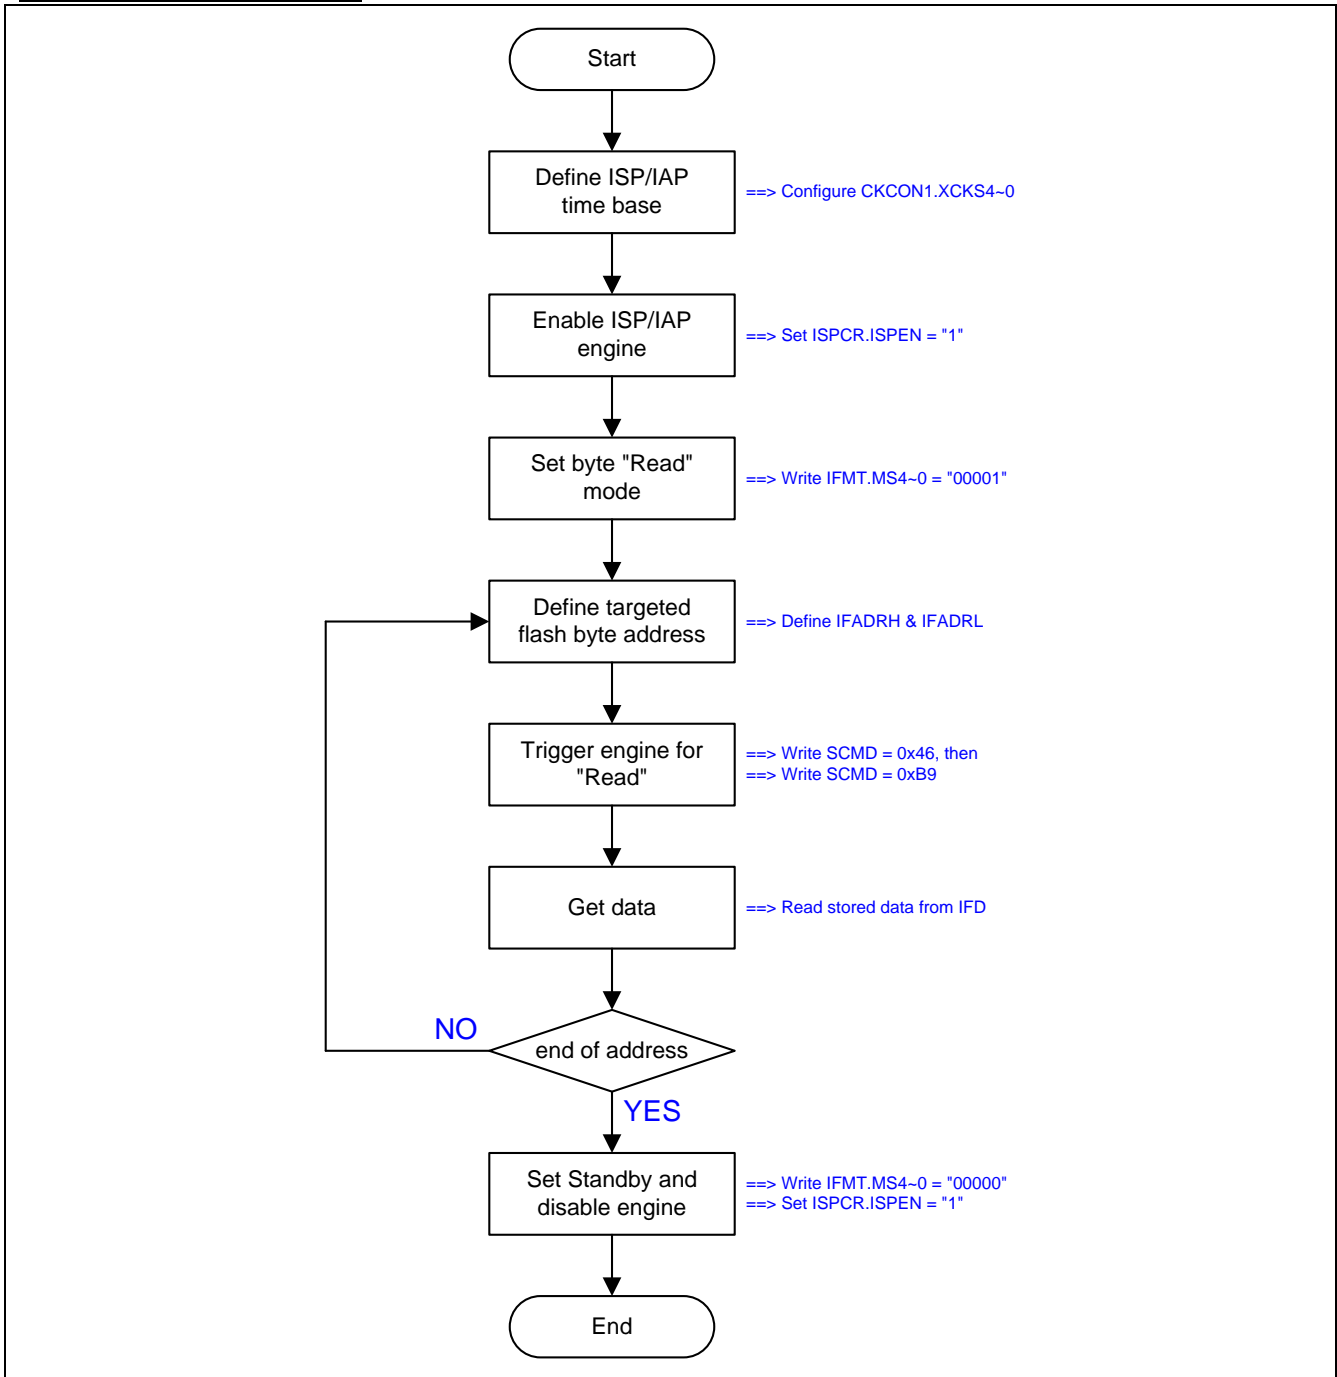 Start
Define ISP/IAP
time base
==> Configure CKCON1.XCKS4~0
Enable ISP/IAP
engine
==> Set ISPCR.ISPEN = "1"
Set byte "Read"
mode
==> Write IFMT.MS4~0 = "00001"
Define targeted
flash byte address
==> Define IFADRH & IFADRL
Trigger engine for
"Read"
==> Write SCMD = 0x46, then
==> Write SCMD = 0xB9
Get data
==> Read stored data from IFD
NO
end of address
YES
Set Standby and
disable engine
==> Write IFMT.MS4~0 = "00000"
==> Set ISPCR.ISPEN = "1"
End